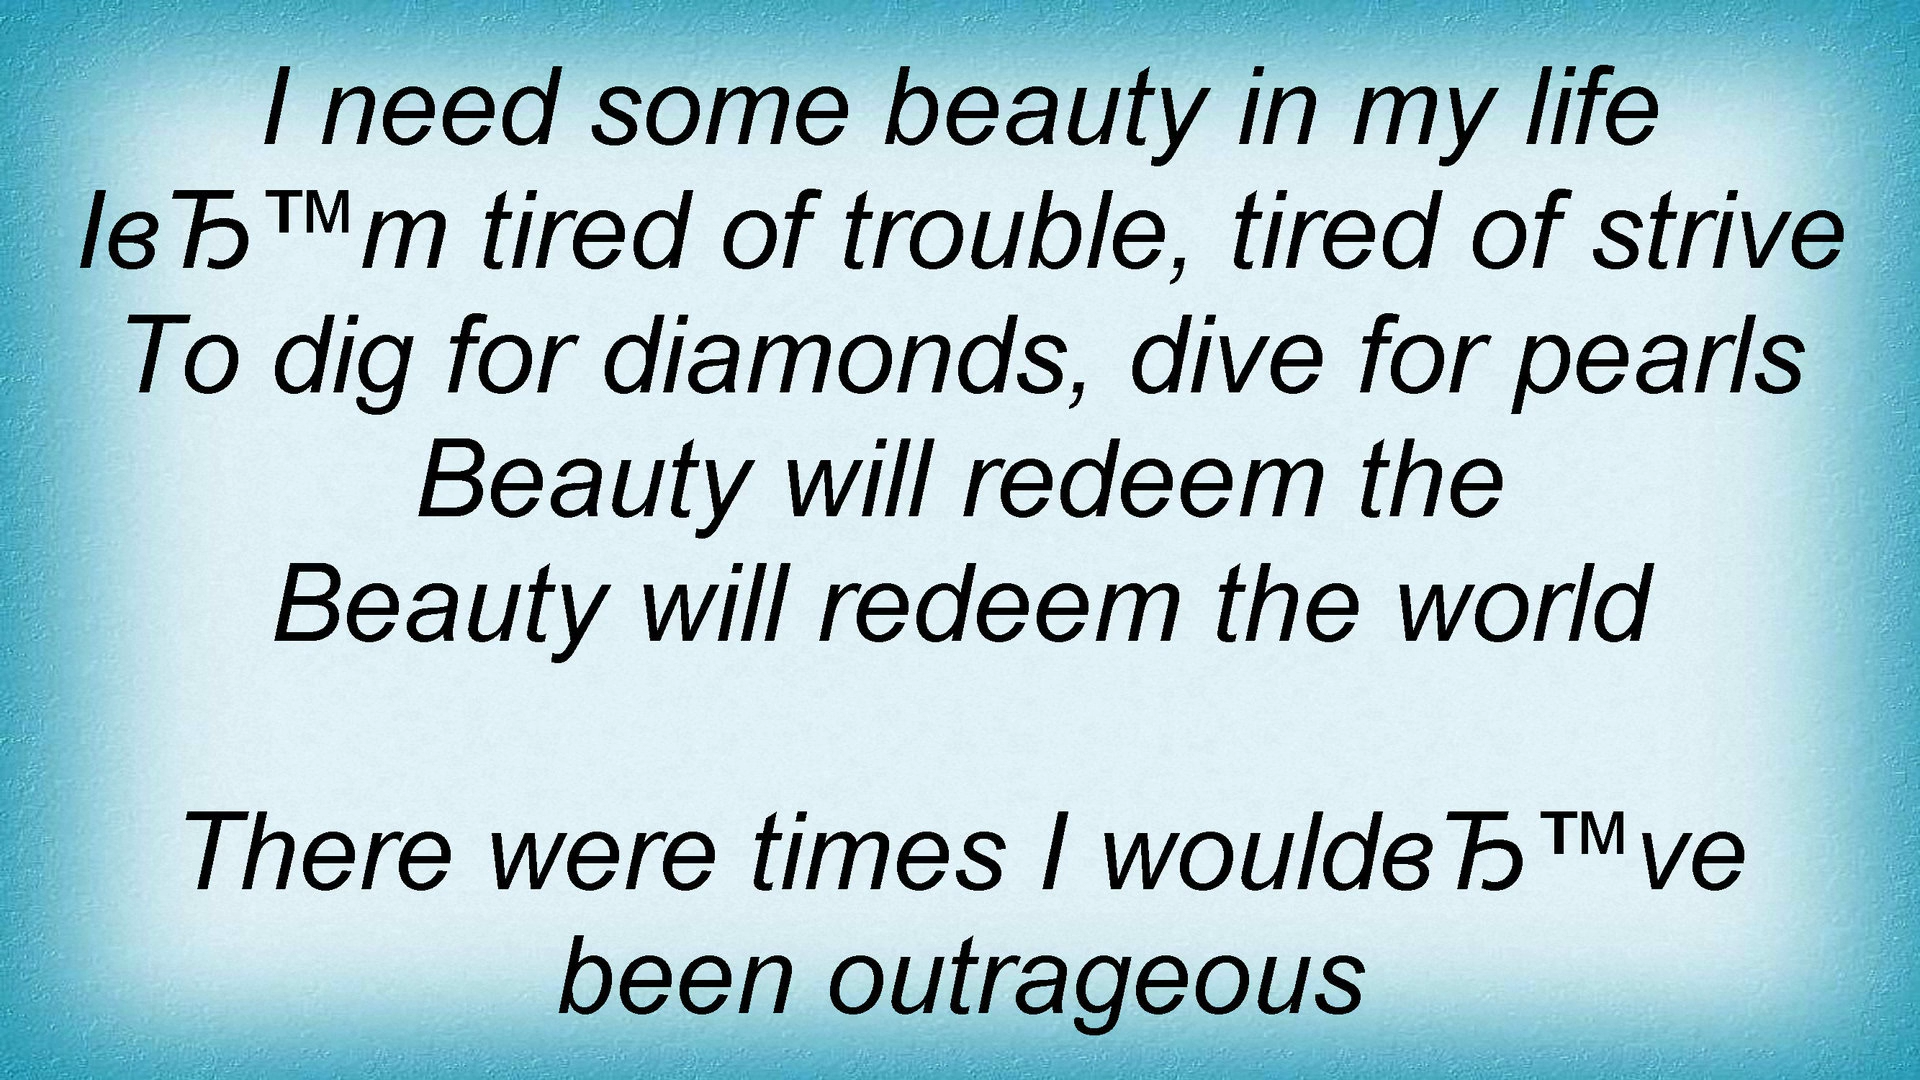 I need some beauty in my life
IвЂ™m tired of trouble, tired of strive
To dig for diamonds, dive for pearls
Beauty will redeem the
Beauty will redeem the world
There were times I wouldвЂ™ve
been outrageous